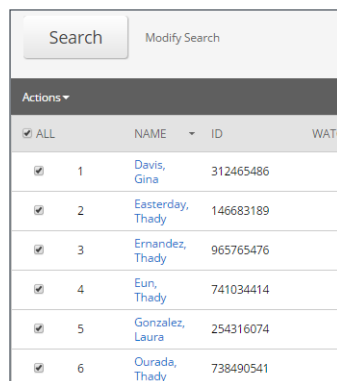 Search Modify Search
Actions
ALL NAME ID
1 Davis, Gina 312465486
2 Easterday, Thady 146683189
3 Ernandez, Thady 965765476
4 Eun, Thady 741034414
5 Gonzalez, Laura 254316074
6 Ourada, Thady 738490541